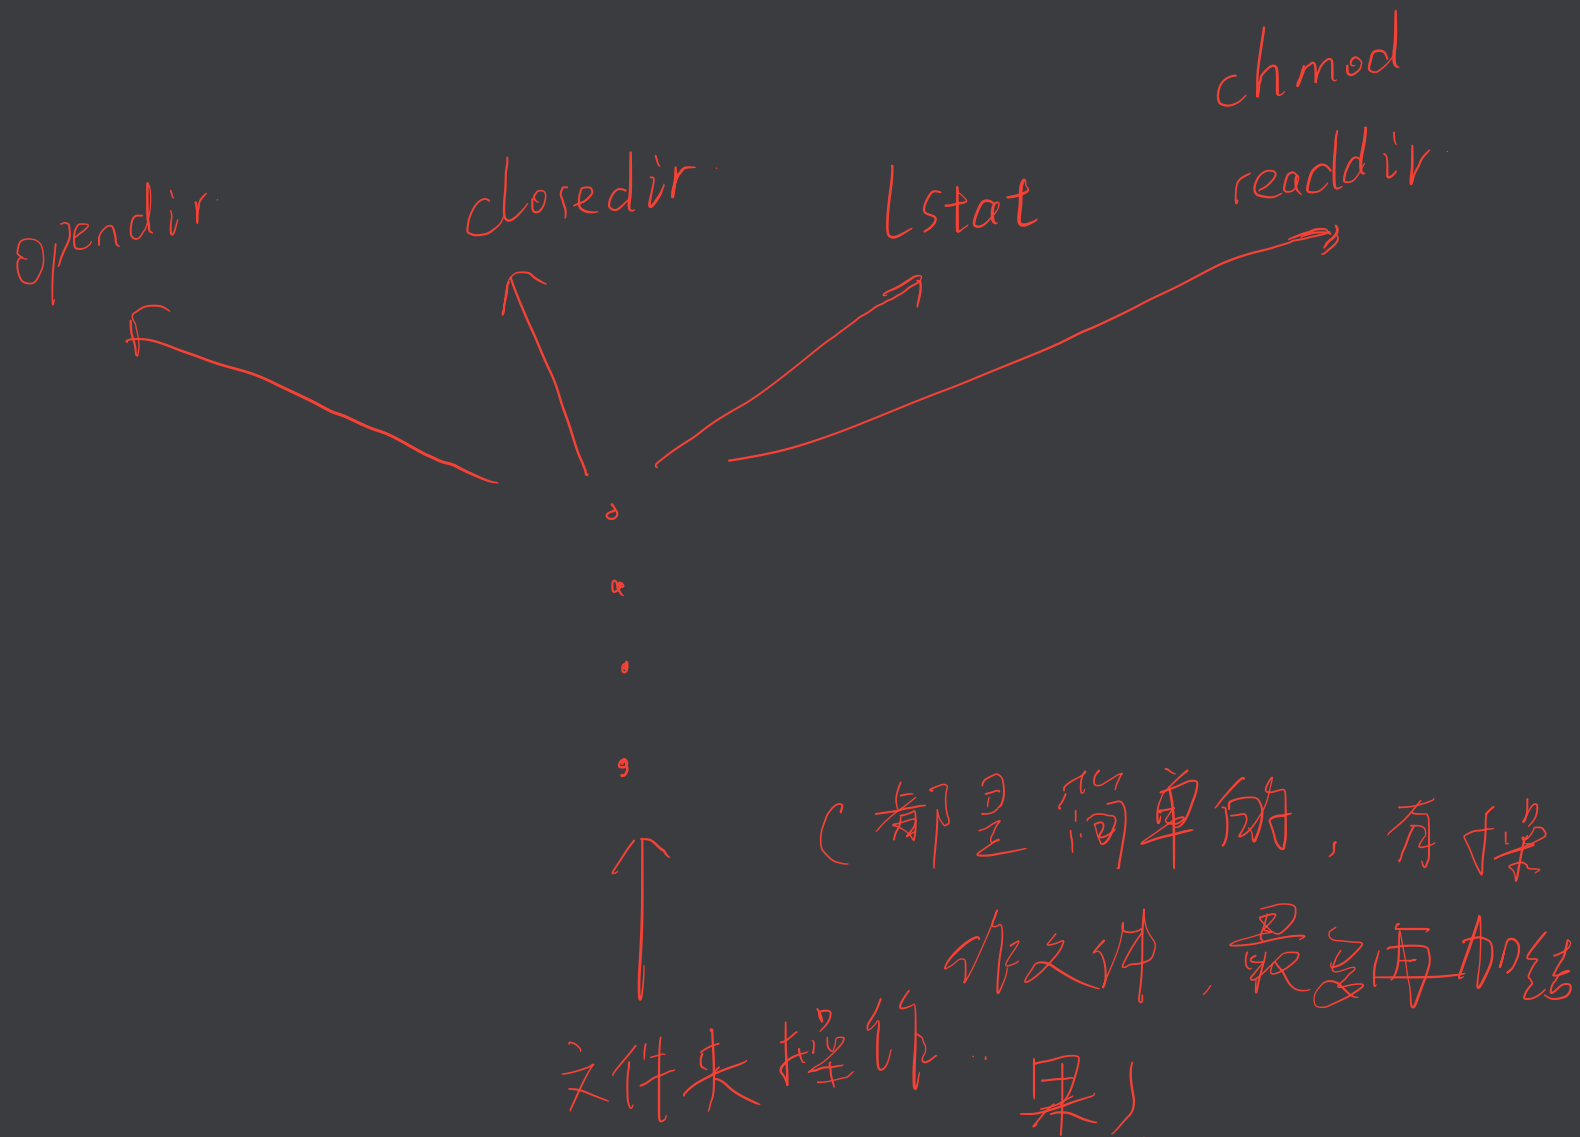 chmod
opendir
closedir
lstat
readdir
(都是简单的,有操
作文件,最多再加结
果)
文件夹操作..